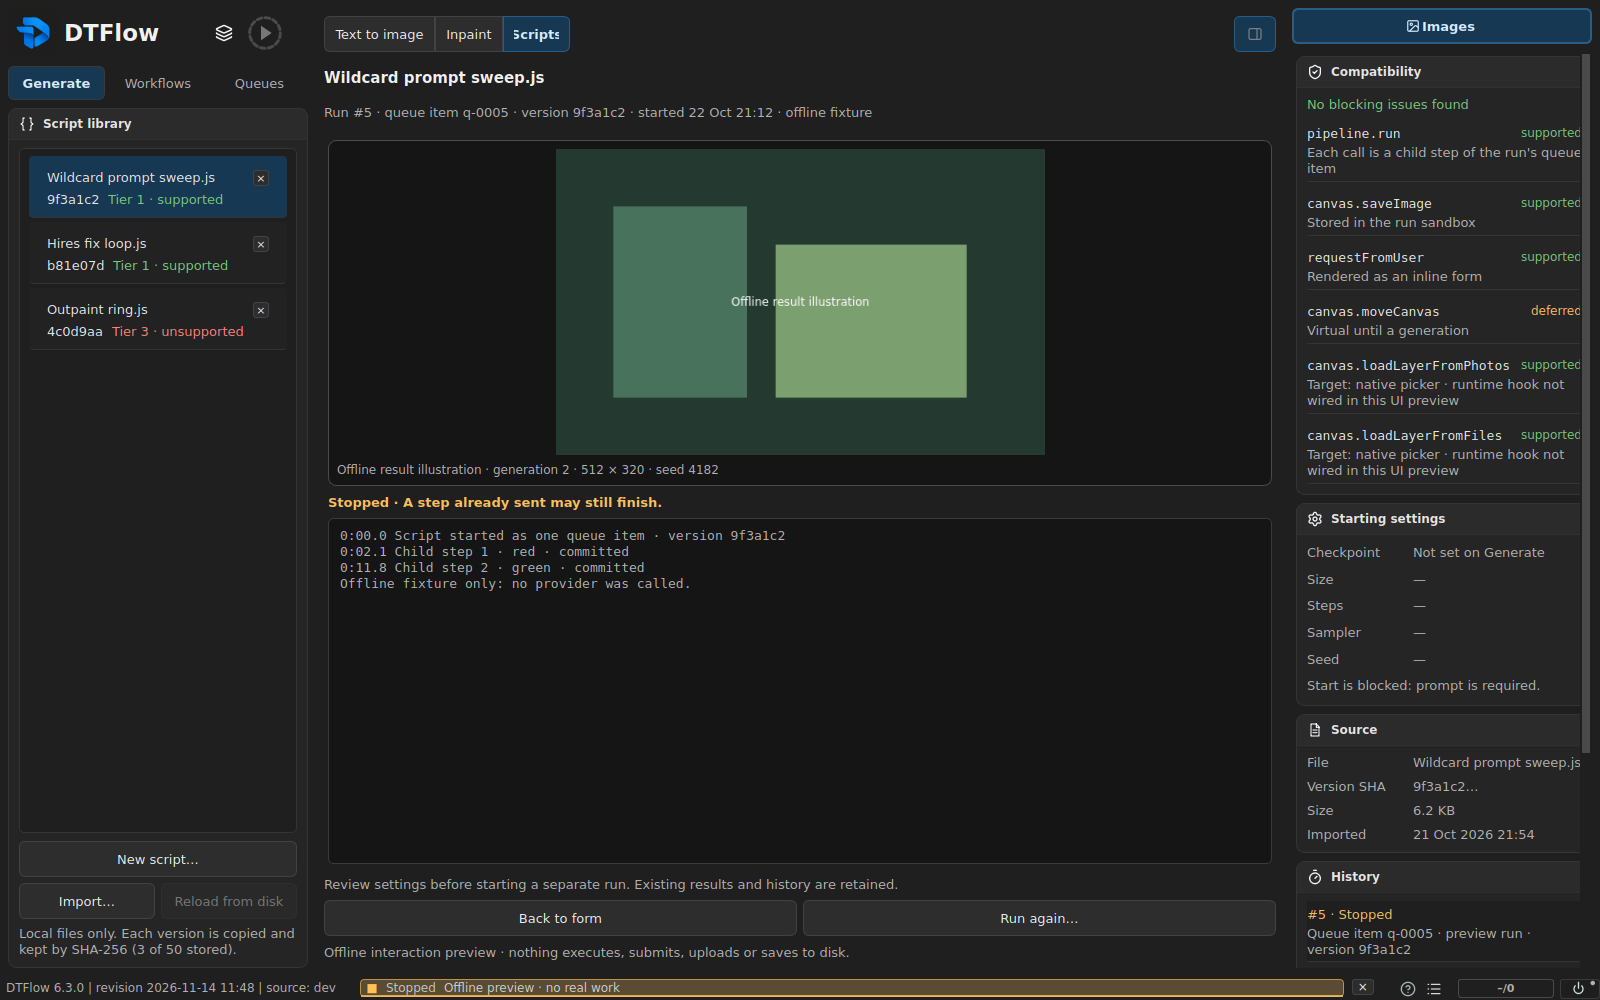 DTFlow
Text to image
Inpaint
Scripts
Images
Generate
Workflows
Queues
Script library
Wildcard prompt sweep.js
9f3a1c2 Tier 1 · supported
Hires fix loop.js
b81e07d Tier 1 · supported
Outpaint ring.js
4c0d9aa Tier 3 · unsupported
New script...
Import...
Reload from disk
Local files only. Each version is copied and
kept by SHA-256 (3 of 50 stored).
Wildcard prompt sweep.js
Run #5 · queue item q-0005 · version 9f3a1c2 · started 22 Oct 21:12 · offline fixture
Offline result illustration
Offline result illustration · generation 2 · 512 × 320 · seed 4182
Stopped · A step already sent may still finish.
0:00.0 Script started as one queue item · version 9f3a1c2
0:02.1 Child step 1 · red · committed
0:11.8 Child step 2 · green · committed
Offline fixture only: no provider was called.
Review settings before starting a separate run. Existing results and history are retained.
Back to form
Run again...
Offline interaction preview · nothing executes, submits, uploads or saves to disk.
Compatibility
No blocking issues found
pipeline.run supported
Each call is a child step of the run's queue
item
canvas.saveImage supported
Stored in the run sandbox
requestFromUser supported
Rendered as an inline form
canvas.moveCanvas deferred
Virtual until a generation
canvas.loadLayerFromPhotos supported
Target: native picker · runtime hook not
wired in this UI preview
canvas.loadLayerFromFiles supported
Target: native picker · runtime hook not
wired in this UI preview
Starting settings
Checkpoint Not set on Generate
Size —
Steps —
Sampler —
Seed —
Start is blocked: prompt is required.
Source
File Wildcard prompt sweep.js
Version SHA 9f3a1c2…
Size 6.2 KB
Imported 21 Oct 2026 21:54
History
#5 · Stopped
Queue item q-0005 · preview run ·
version 9f3a1c2
DTFlow 6.3.0 | revision 2026-11-14 11:48 | source: dev
Stopped Offline preview · no real work
–/0